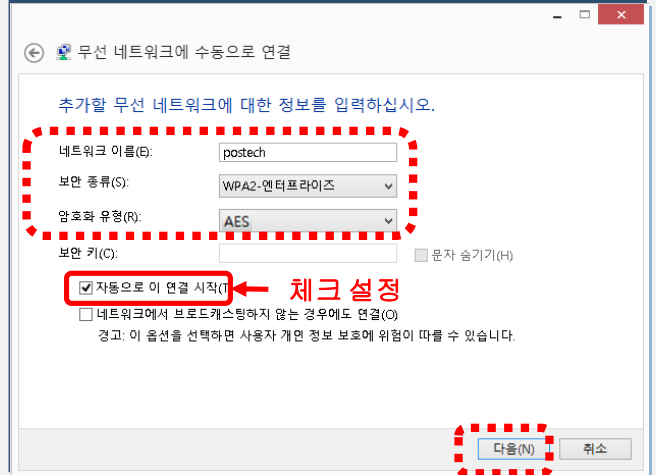 무선 네트워크에 수동으로 연결
추가할 무선 네트워크에 대한 정보를 입력하십시오.
네트워크 이름(E): postech
보안 종류(S): WPA2-엔터프라이즈
암호화 유형(R): AES
보안 키(C): 문자 숨기기(H)
자동으로 이 연결 시작(T 체크 설정
네트워크에서 브로드캐스팅하지 않는 경우에도 연결(O)
경고: 이 옵션을 선택하면 사용자 개인 정보 보호에 위험이 따를 수 있습니다.
다음(N) 취소